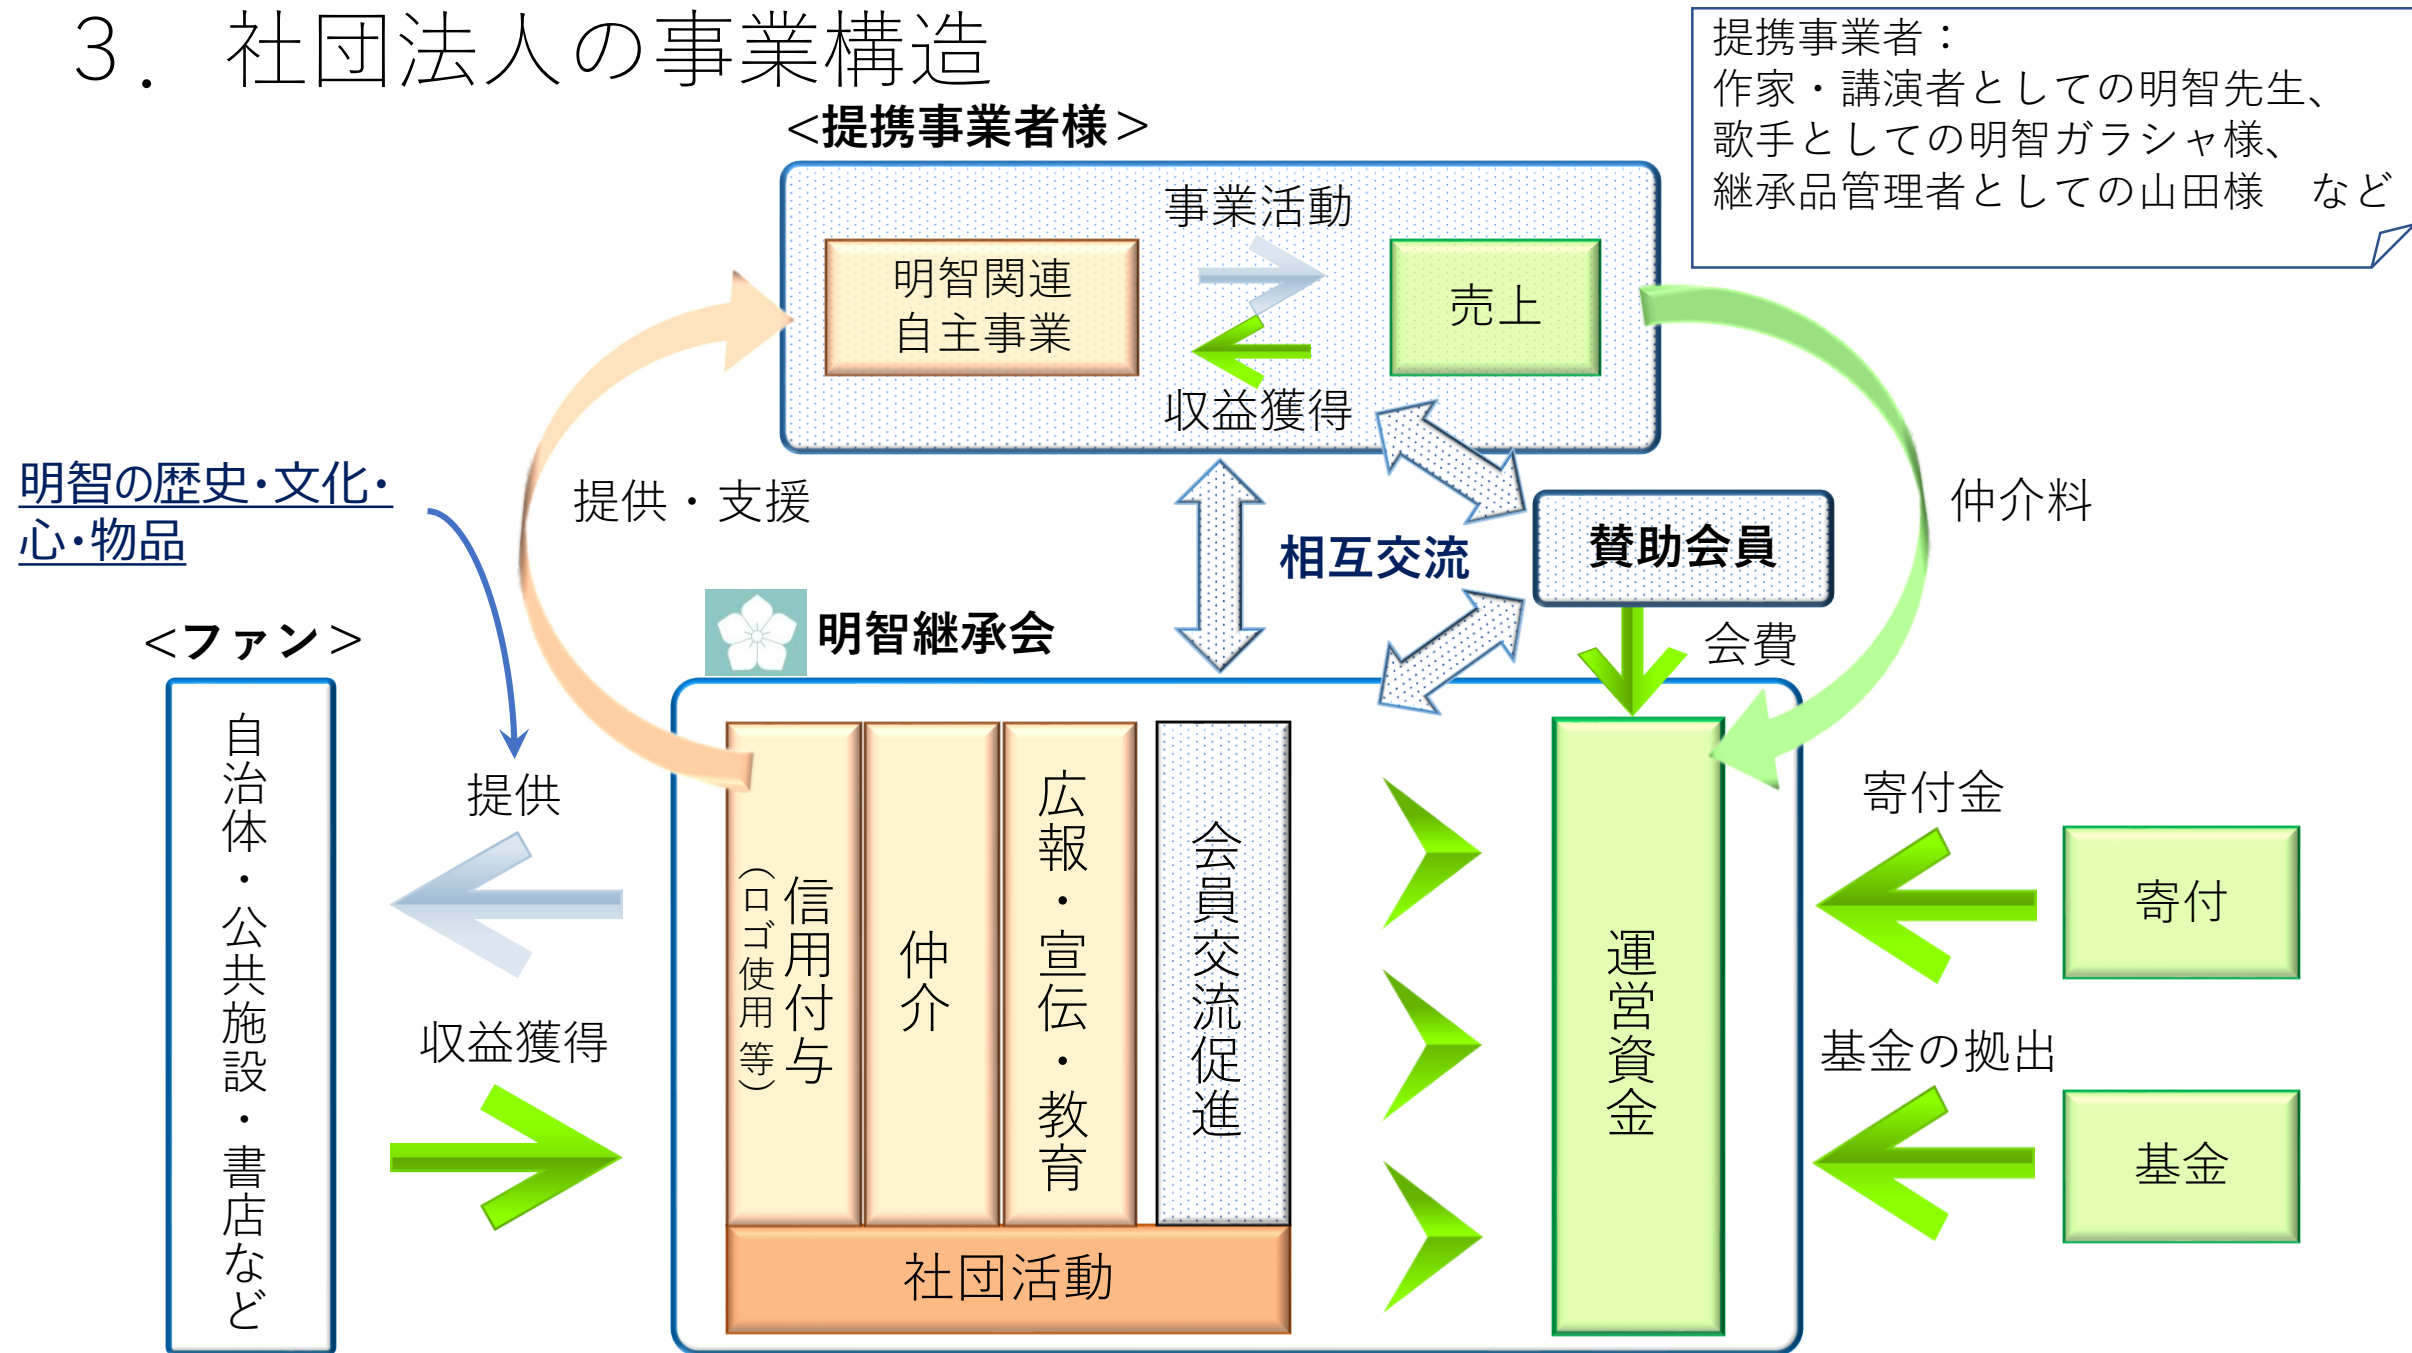 ３．社団法人の事業構造
提携事業者：
作家・講演者としての明智先生、
歌手としての明智ガラシャ様、
継承品管理者としての山田様　など
<提携事業者様>
事業活動
明智関連
自主事業
売上
収益獲得
明智の歴史・文化・
心・物品
提供・支援
相互交流
賛助会員
仲介料
会費
明智継承会
<ファン>
自治体・公共施設・書店など
提供
収益獲得
信用付与
（ロゴ使用等）
仲介
広報・宣伝・教育
会員交流促進
社団活動
運営資金
寄付金
寄付
基金の拠出
基金